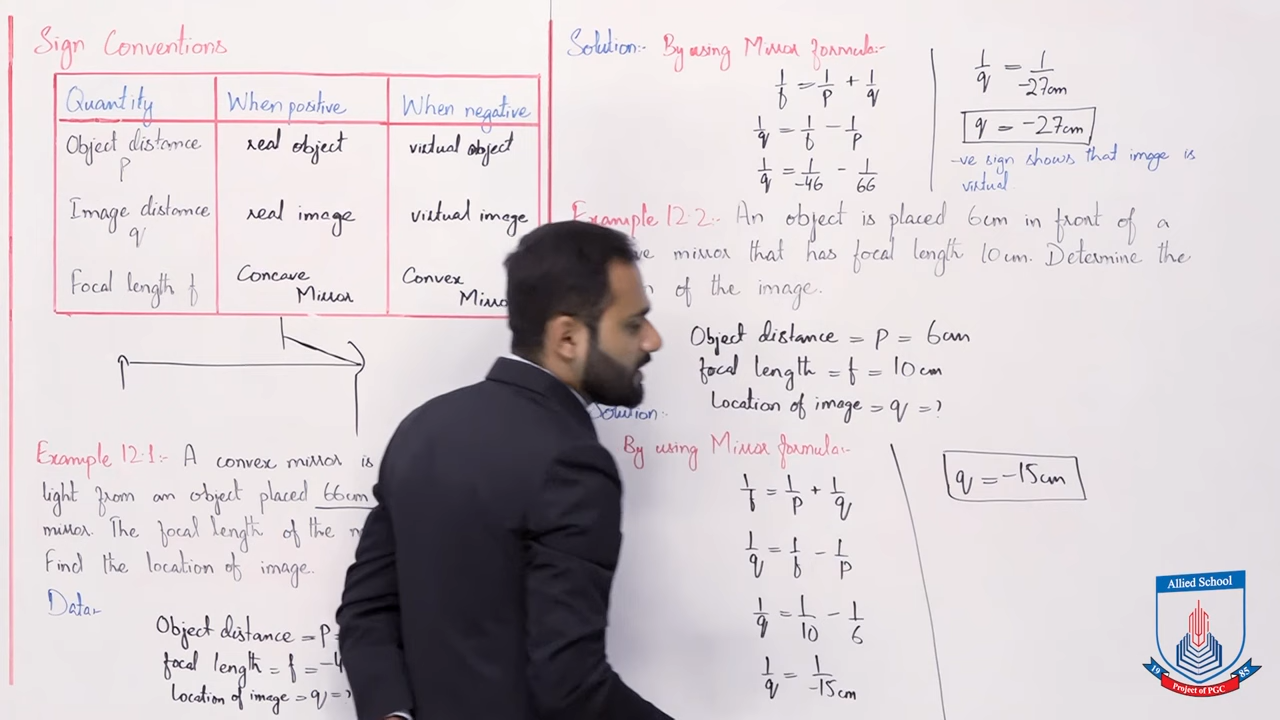 Sign Conventions
Quantity When positive When negative
Object distance p real object virtual object
Image distance q real image virtual image
Focal length f Concave Mirror Convex
Example 12.1:- A convex mirror is
light from an object placed 66cm
mirror. The focal length of the
Find the location of image.
Data:-
Object distance = p =
focal length = f = -4
Location of image = q = ?
Solution:- By using Mirror formula:-
1/f = 1/p + 1/q
1/q = 1/f - 1/p
1/q = 1/-46 - 1/66
1/q = 1/-27cm
q = -27cm
-ve sign shows that image is
virtual.
Example 12.2:- An object is placed 6cm in front of a
mirror that has focal length 10cm. Determine the
of the image.
Object distance = p = 6cm
focal length = f = 10cm
Location of image = q = ?
Solution:-
By using Mirror formula:-
1/f = 1/p + 1/q
1/q = 1/f - 1/p
1/q = 1/10 - 1/6
1/q = 1/-15cm
q = -15cm
Allied School
19 85
Project of PGC